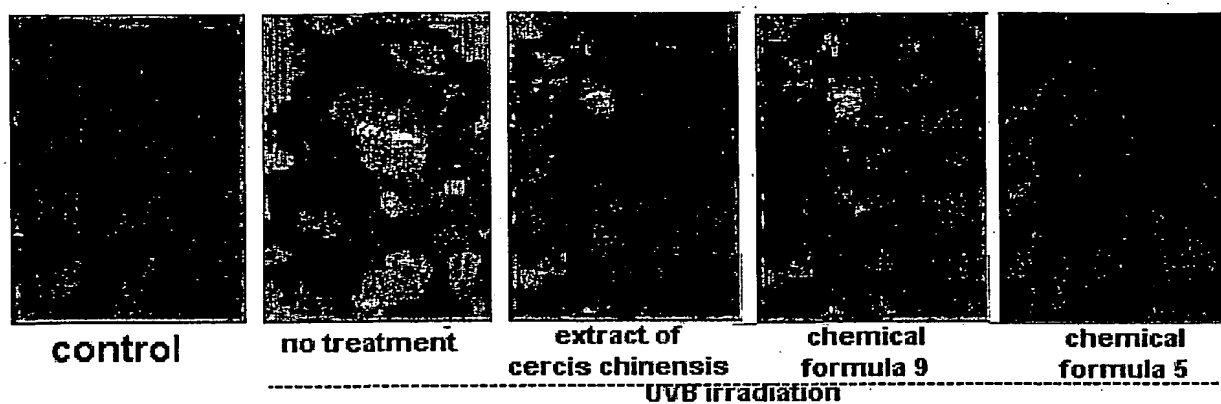 control
no treatment
extract of
cercis chinensis
chemical
formula 9
chemical
formula 5
UVB irradiation